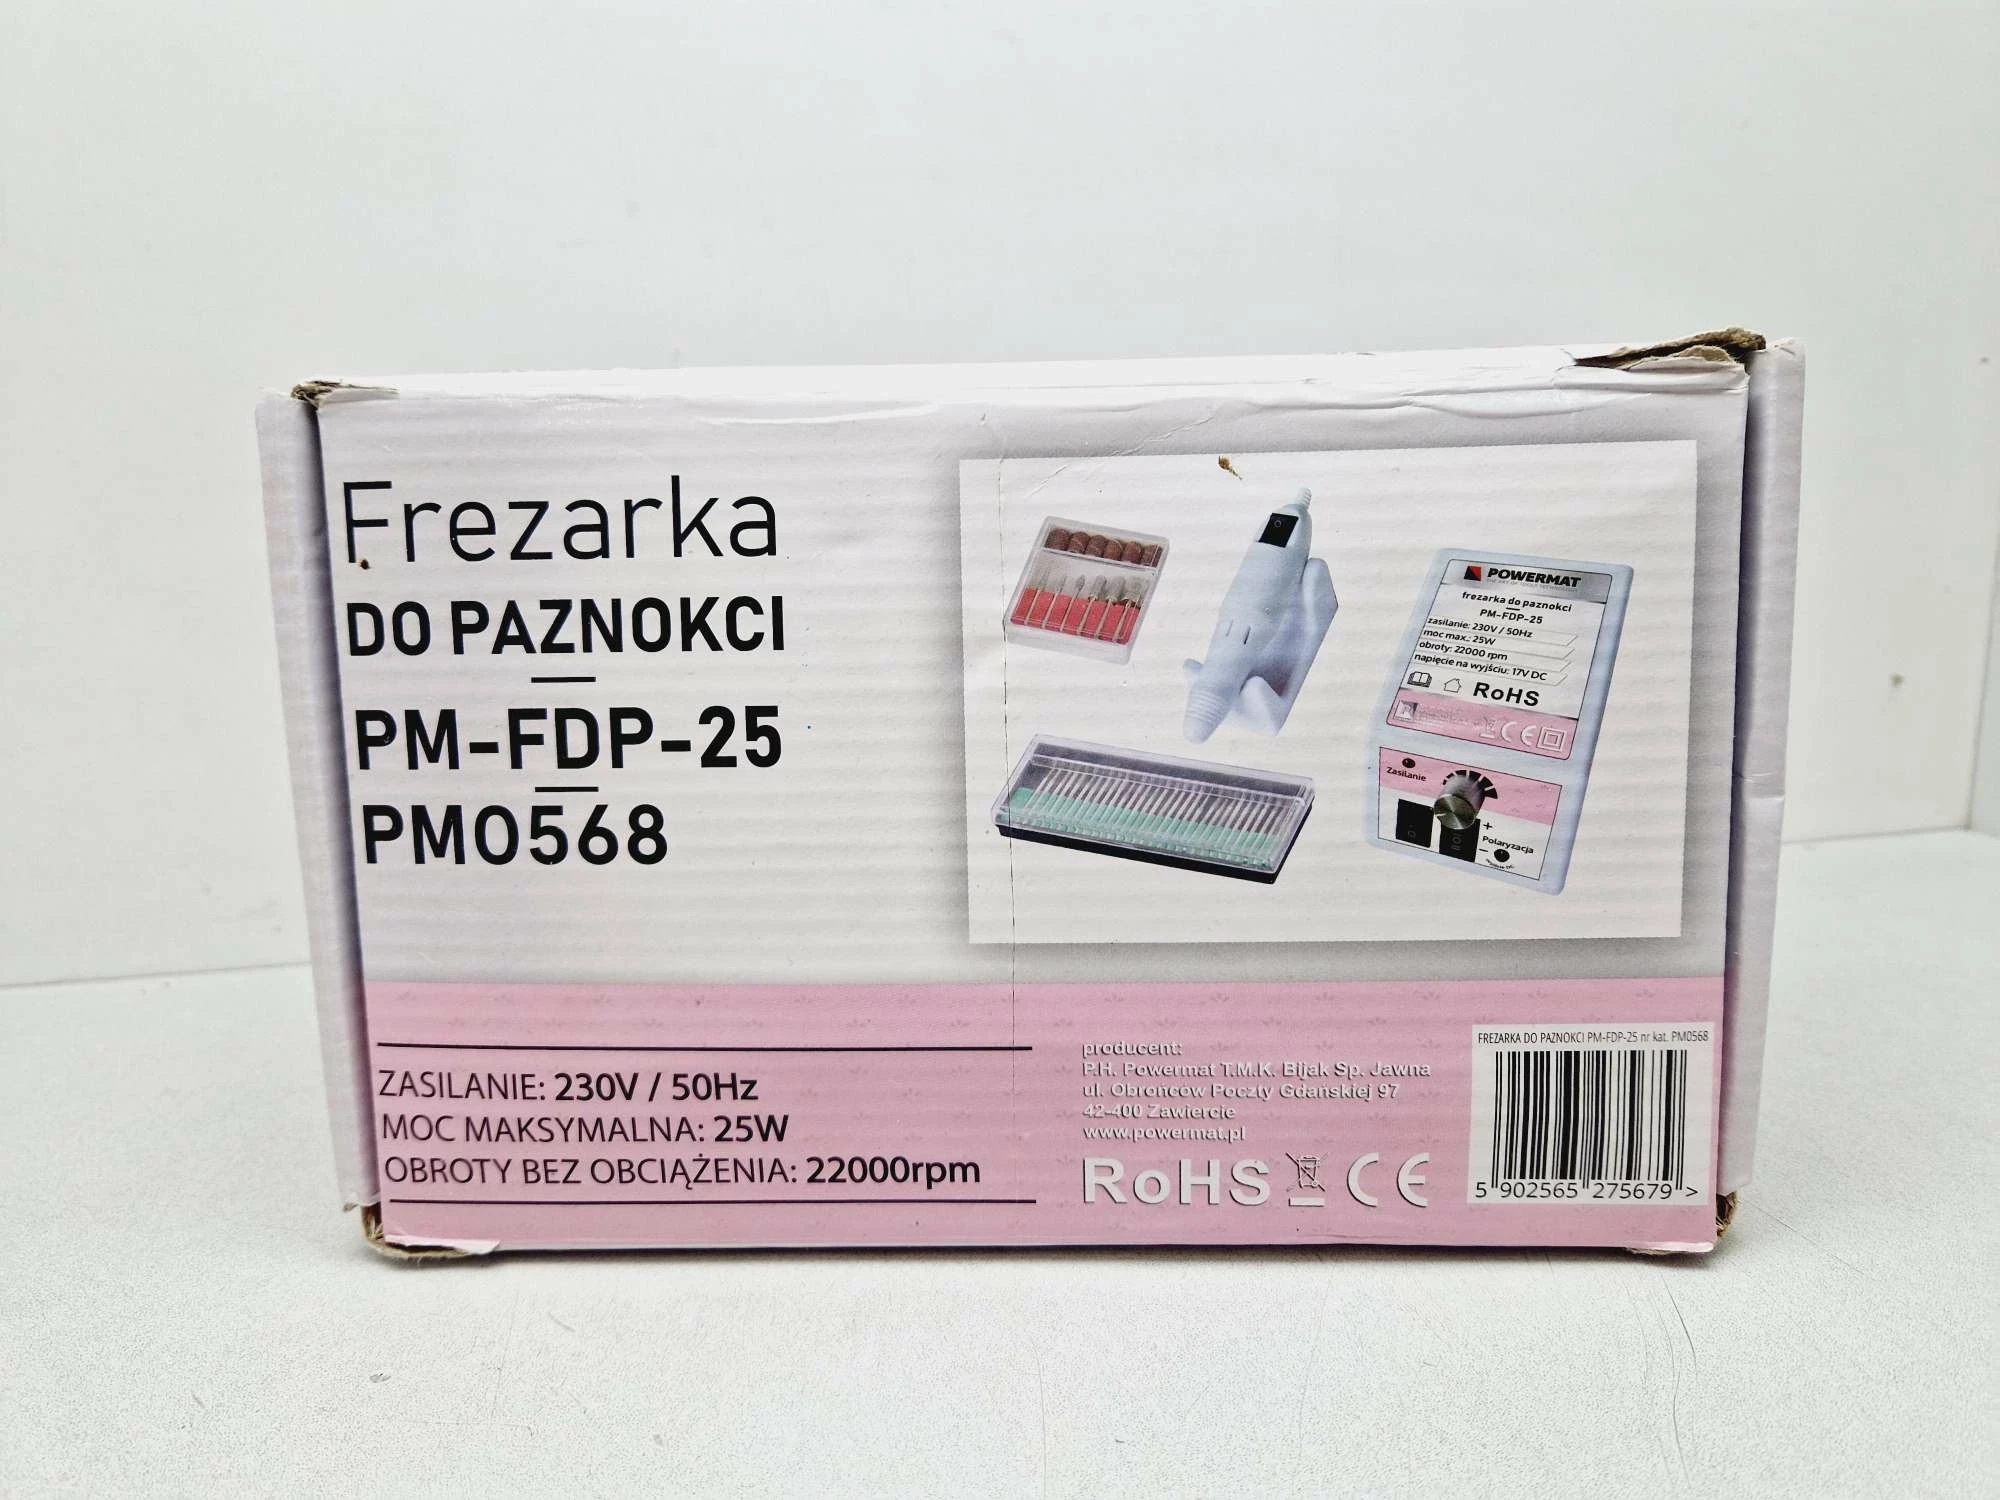 Frezarka
DO PAZNOKCI
PM-FDP-25
PM0568
POWERMAT
frezarka do paznokci
PM-FDP-25
zasilanie: 230V / 50Hz
moc max.: 25W
obroty: 22000 rpm
napięcie na wyjściu: 17V DC
RoHS
CE
Zasilanie
+
Polaryzacja
-
ZASILANIE: 230V / 50Hz
MOC MAKSYMALNA: 25W
OBROTY BEZ OBCIĄŻENIA: 22000rpm
producent:
P.H. Powermat T.M.K. Bijak Sp. Jawna
ul. Obrońców Poczty Gdańskiej 97
42-400 Zawiercie
www.powermat.pl
RoHS CE
FREZARKA DO PAZNOKCI PM-FDP-25 nr kat. PM0568
5 902565 275679 >